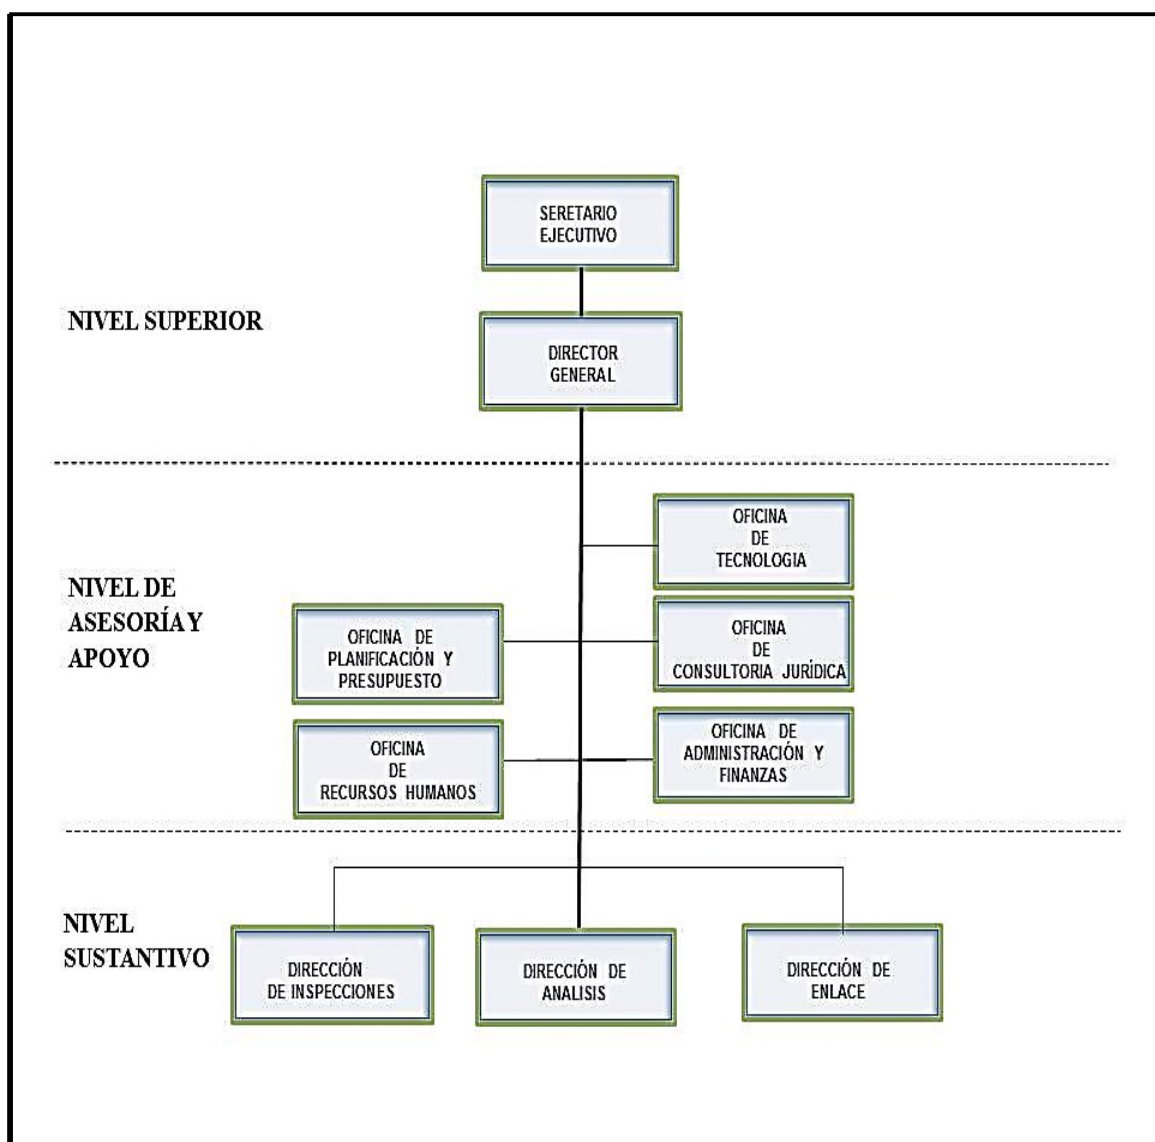 SERETARIO
EJECUTIVO
NIVEL SUPERIOR
DIRECTOR
GENERAL
OFICINA
DE
TECNOLOGIA
NIVEL DE
ASESORÍA Y
APOYO
OFICINA DE
PLANIFICACIÓN Y
PRESUPUESTO
OFICINA
DE
CONSULTORIA JURÍDICA
OFICINA
DE
RECURSOS HUMANOS
OFICINA DE
ADMINISTRACIÓN Y
FINANZAS
NIVEL
SUSTANTIVO
DIRECCIÓN
DE INSPECCIONES
DIRECCIÓN DE
ANALISIS
DIRECCIÓN DE
ENLACE